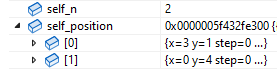 self_n 2
self_position 0x0000005f432fe300 {
[0] {x=3 y=1 step=0 ...}
[1] {x=0 y=4 step=0 ...}